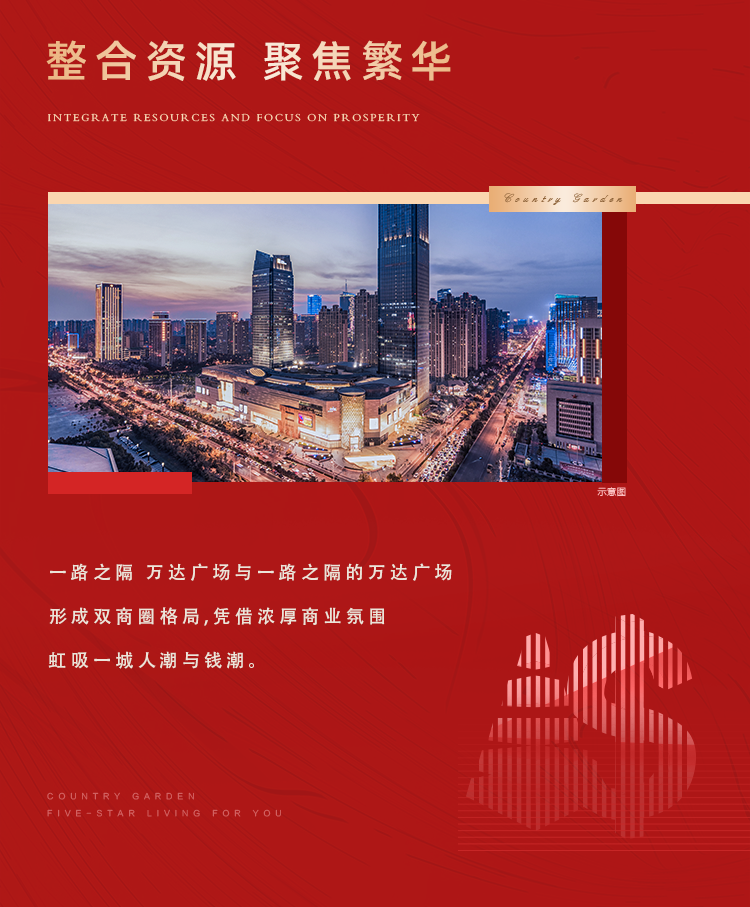 整合资源 聚焦繁华
INTEGRATE RESOURCES AND FOCUS ON PROSPERITY
Country Garden
示意图
一路之隔 万达广场与一路之隔的万达广场
形成双商圈格局,凭借浓厚商业氛围
虹吸一城人潮与钱潮。
COUNTRY GARDEN
FIVE-STAR LIVING FOR YOU